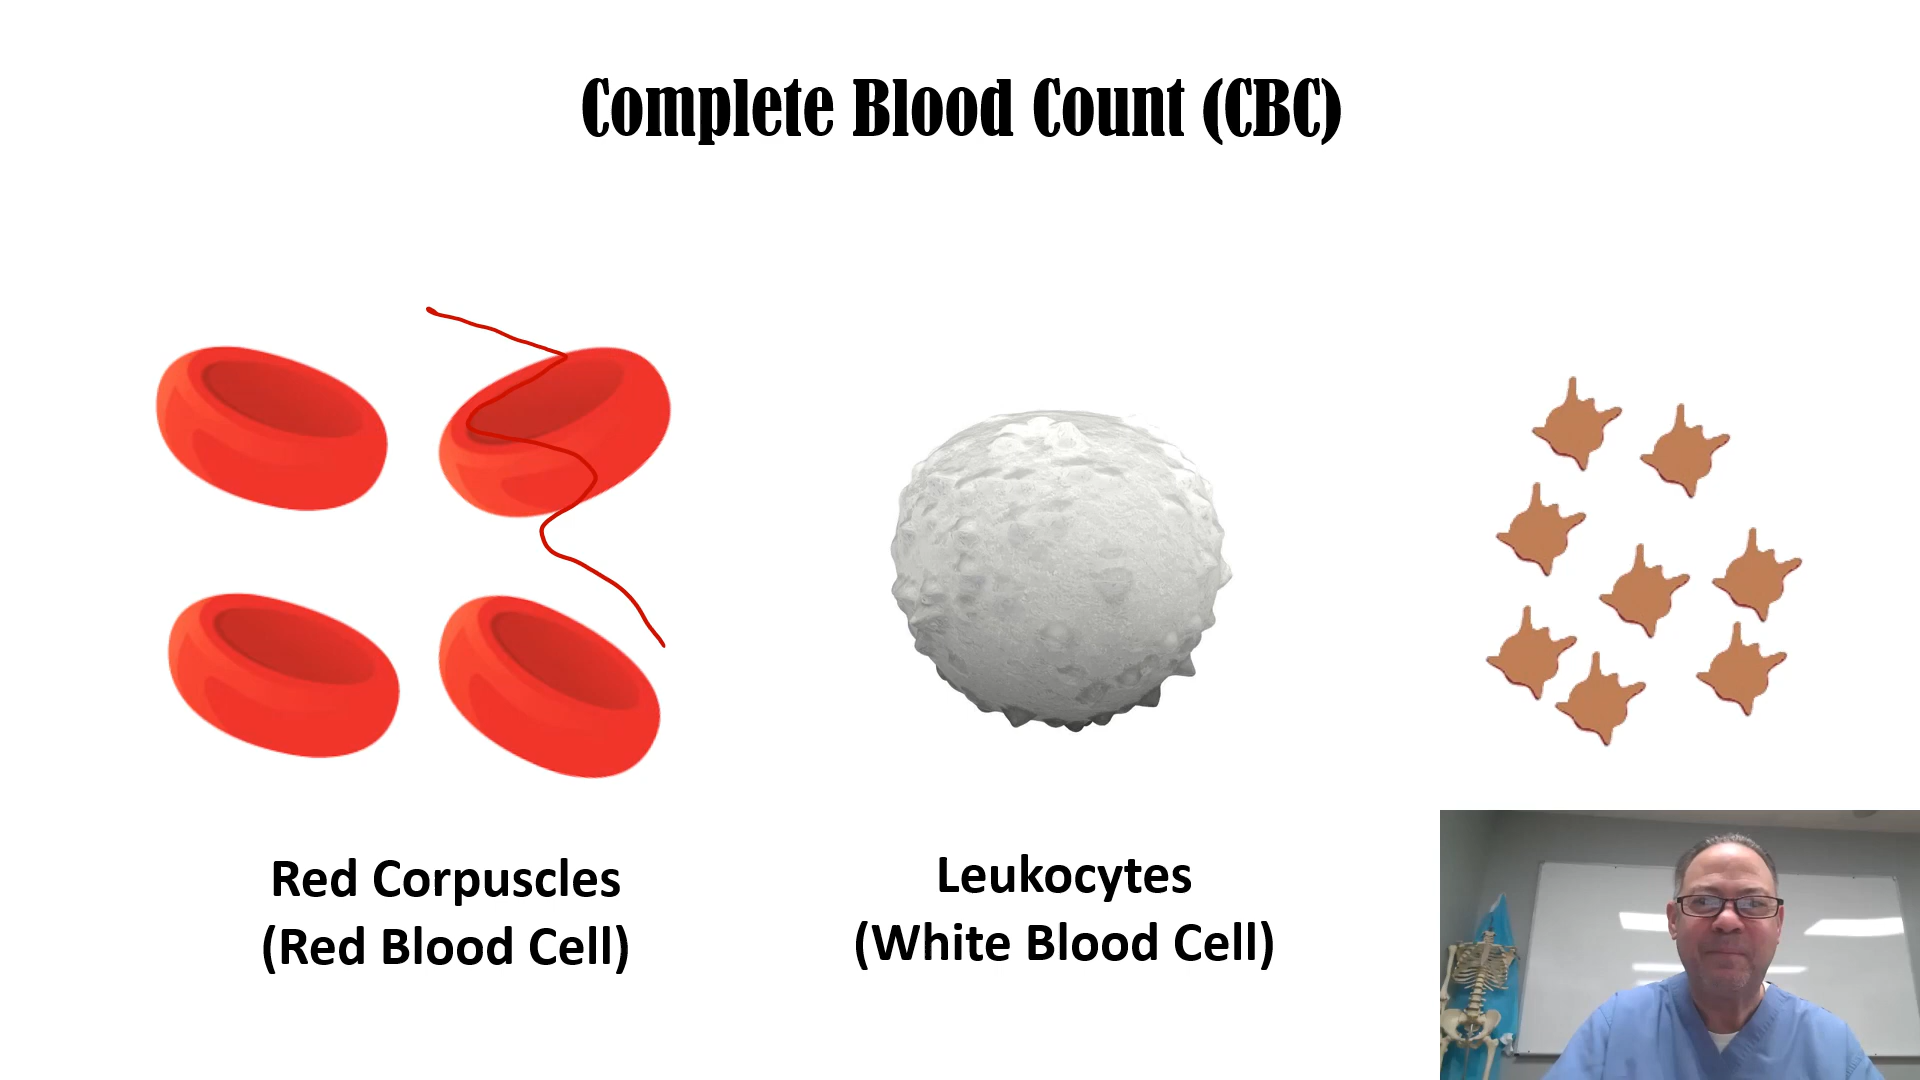 Complete Blood Count (CBC)
Red Corpuscles
(Red Blood Cell)
Leukocytes
(White Blood Cell)